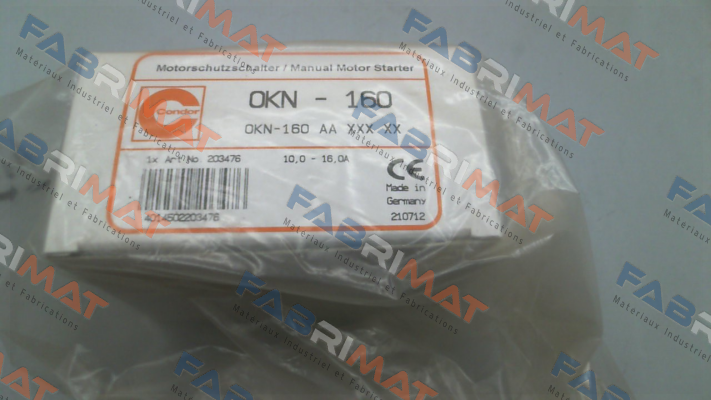 Motorschutzschalter / Manual Motor Starter
Condor
OKN - 160
OKN-160 AA XXX XX
1x Art No 203476
10,0 - 16,0A
CE
Made in
Germany
4014502203476
210712
FABRIMAT
Materiaux Industriel et Fabrications